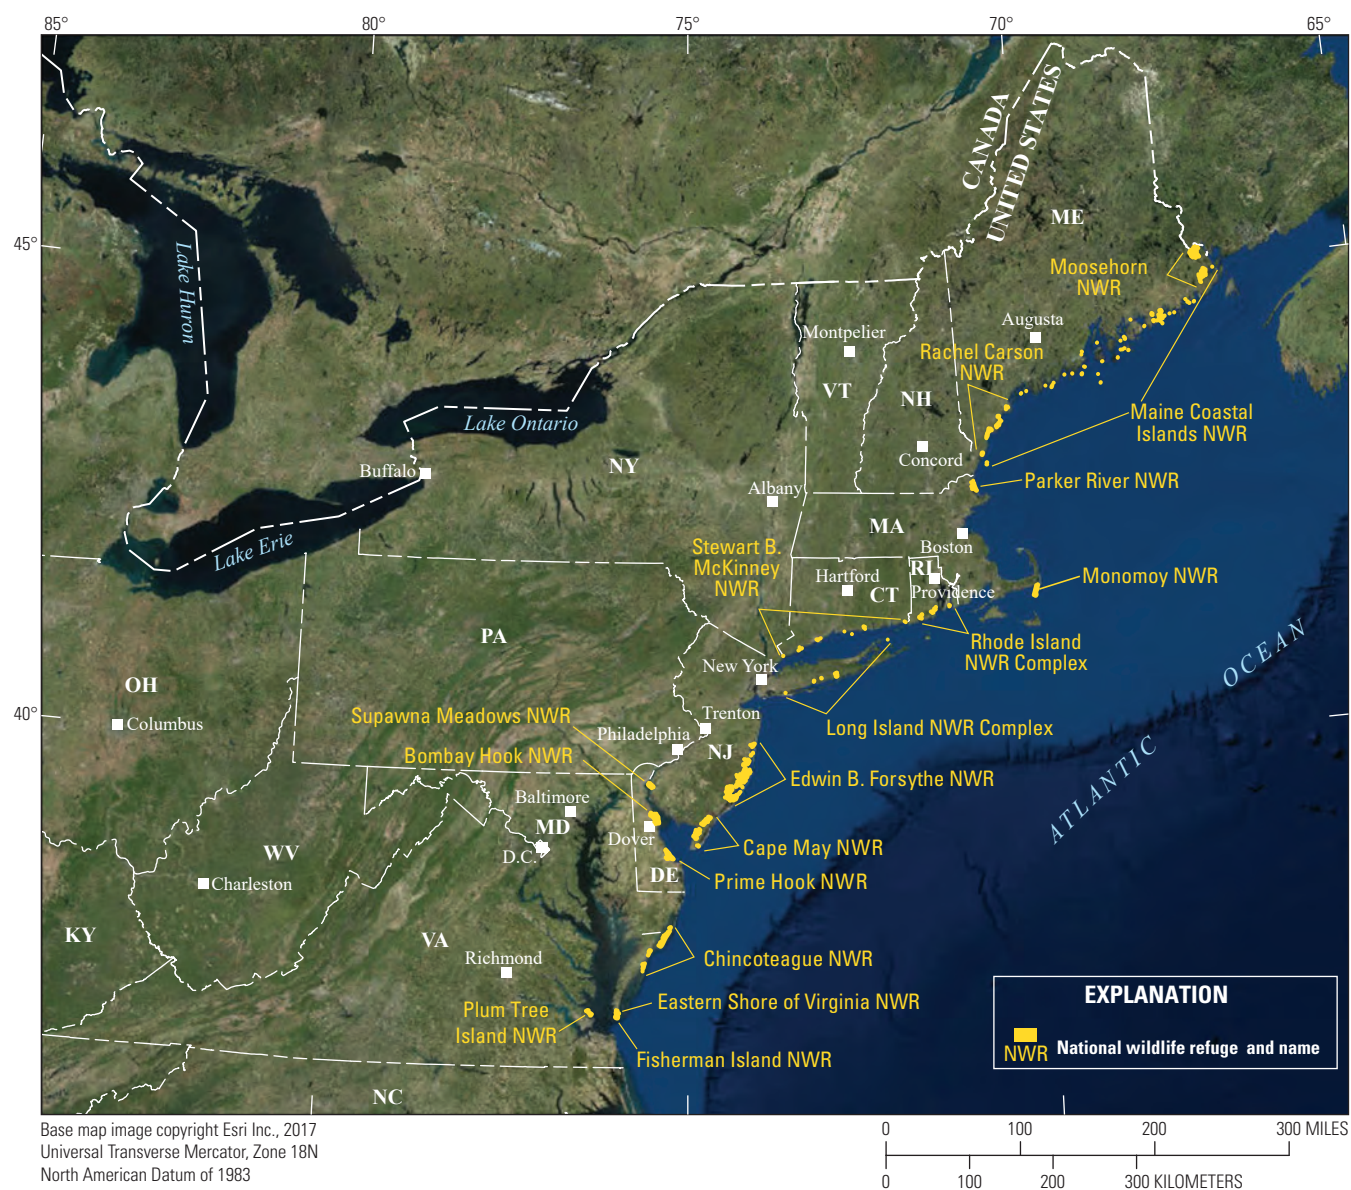 85°
80°
75°
70°
65°
CANADA
UNITED STATES
ME
45°
Lake Huron
Moosehorn
NWR
Augusta
Montpelier
Rachel Carson
NWR
VT
NH
Lake Ontario
Maine Coastal
Islands NWR
Concord
Buffalo
NY
Parker River NWR
Albany
MA
Boston
Lake Erie
Stewart B.
McKinney
NWR
Hartford
RI
CT
Providence
Monomoy NWR
PA
Rhode Island
NWR Complex
New York
OH
Columbus
40°
Supawna Meadows NWR
Trenton
Philadelphia
NJ
Long Island NWR Complex
Bombay Hook NWR
Edwin B. Forsythe NWR
ATLANTIC OCEAN
Baltimore
MD
Dover
D.C.
Cape May NWR
WV
DE
Prime Hook NWR
Charleston
KY
VA
Richmond
Chincoteague NWR
Plum Tree
Island NWR
Eastern Shore of Virginia NWR
Fisherman Island NWR
NC
EXPLANATION
NWR National wildlife refuge and name
Base map image copyright Esri Inc., 2017
Universal Transverse Mercator, Zone 18N
North American Datum of 1983
0 100 200 300 MILES
0 100 200 300 KILOMETERS